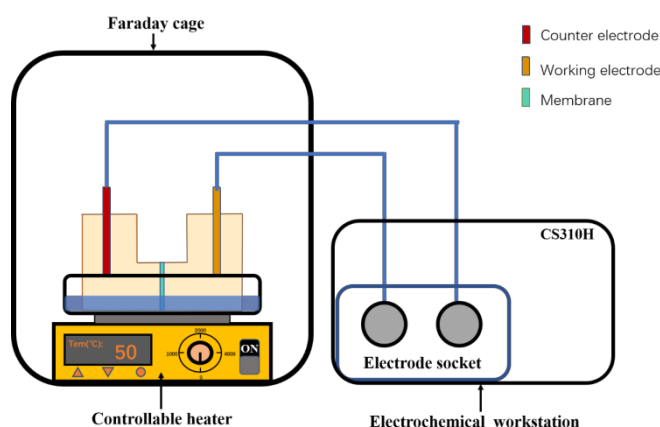 Faraday cage
Counter electrode
Working electrode
Membrane
CS310H
Tem(℃):
50
2000
1000
4000
0
ON
Electrode socket
Controllable heater
Electrochemical workstation